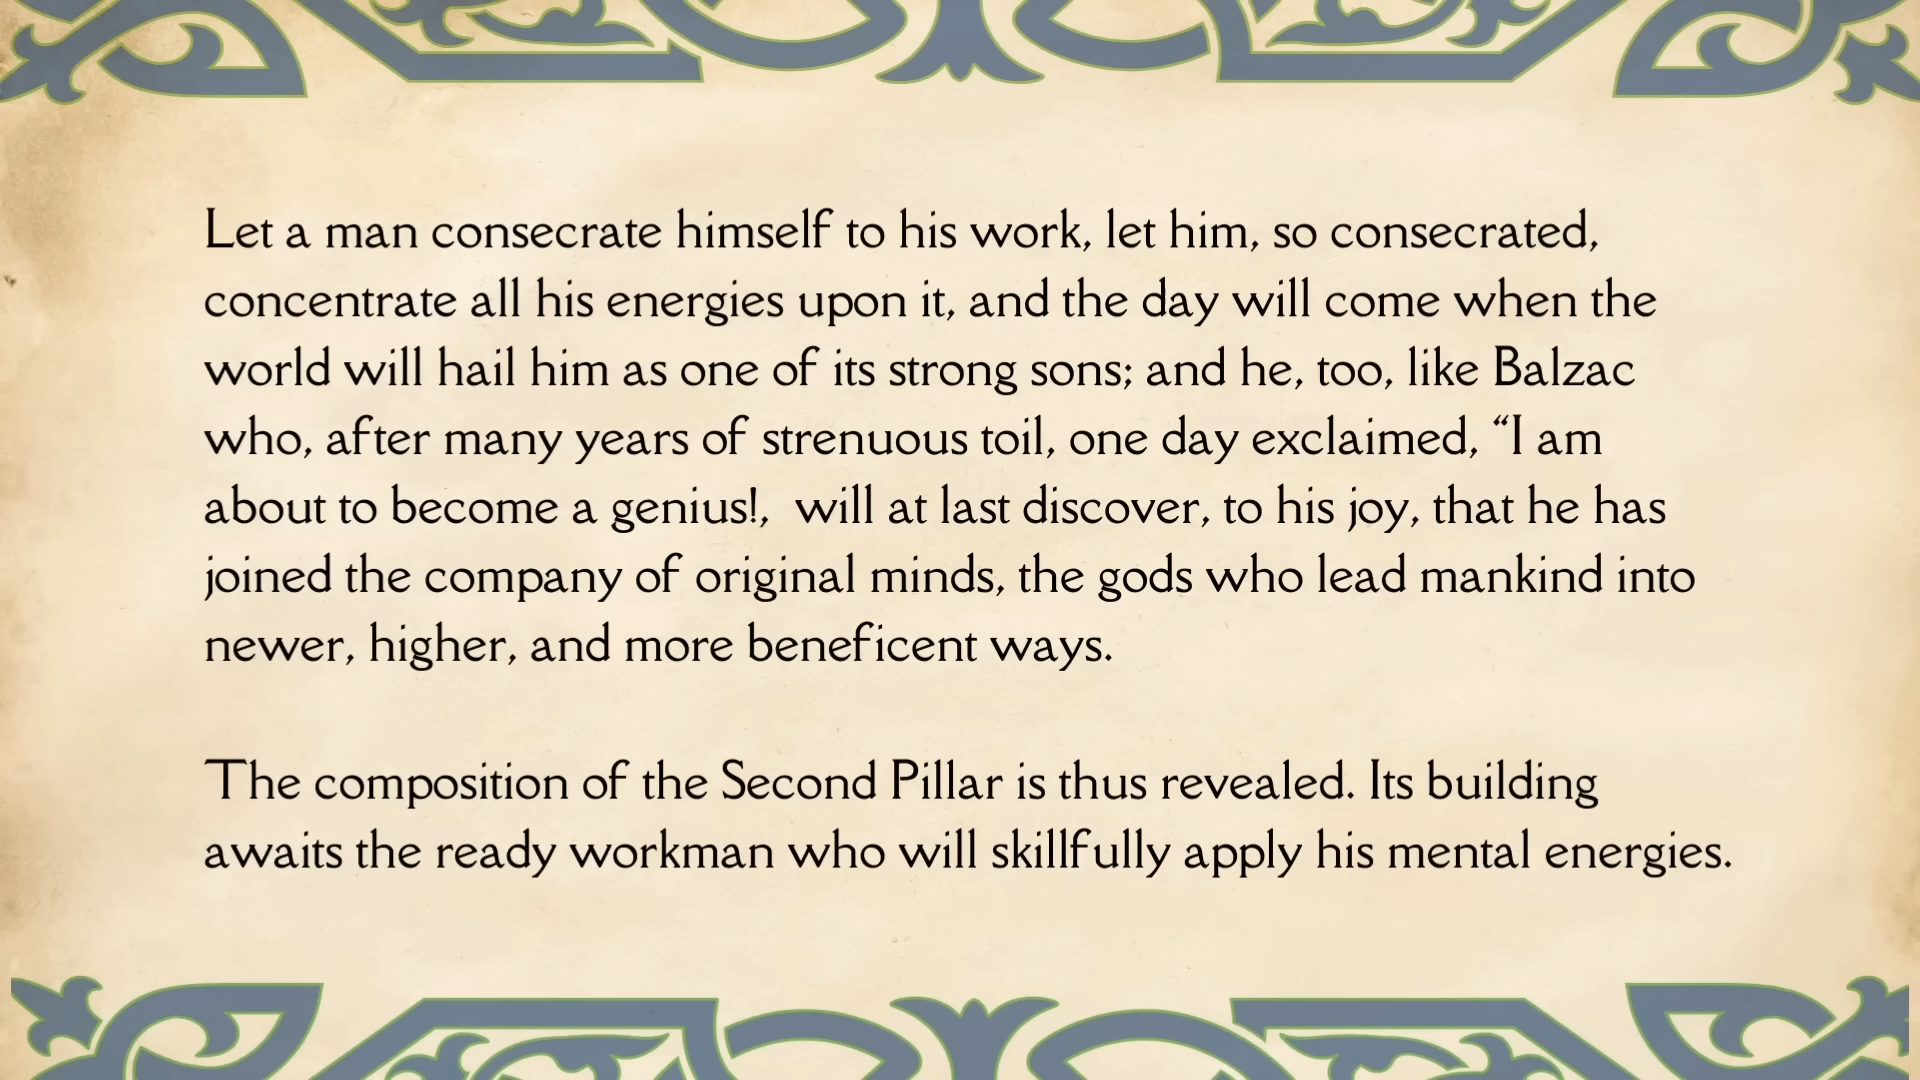 Let a man consecrate himself to his work, let him, so consecrated,
concentrate all his energies upon it, and the day will come when the
world will hail him as one of its strong sons; and he, too, like Balzac
who, after many years of strenuous toil, one day exclaimed, “I am
about to become a genius!,  will at last discover, to his joy, that he has
joined the company of original minds, the gods who lead mankind into
newer, higher, and more beneficent ways.
The composition of the Second Pillar is thus revealed. Its building
awaits the ready workman who will skillfully apply his mental energies.